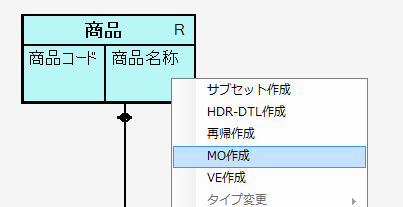 商品 R
商品コード 商品名称
サブセット作成
HDR-DTL作成
再帰作成
MO作成
VE作成
タイプ変更